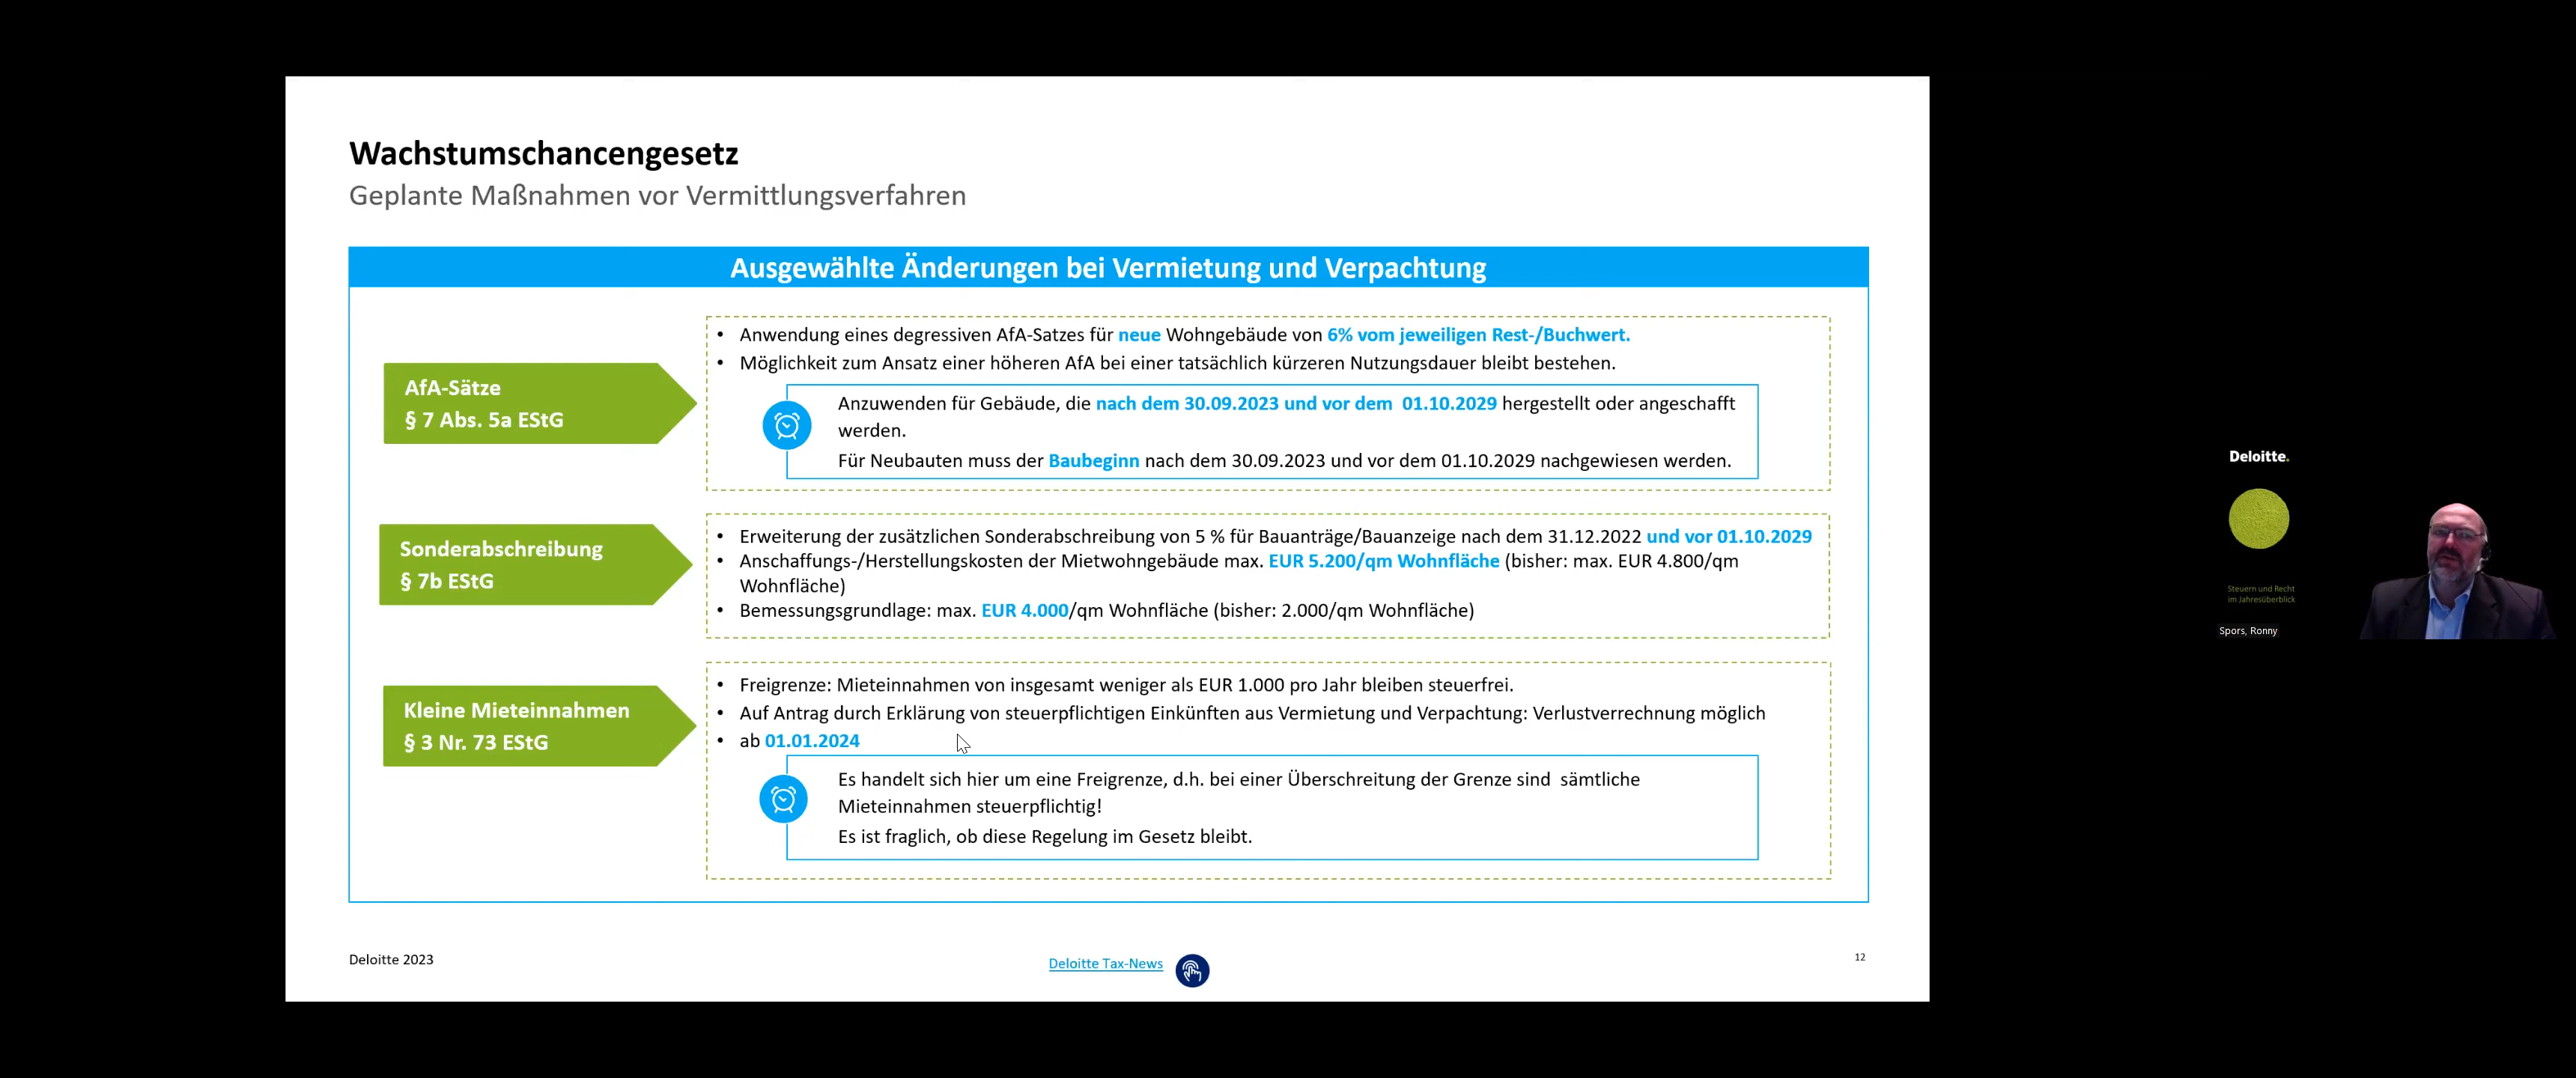 Wachstumschancengesetz
Geplante Maßnahmen vor Vermittlungsverfahren
Ausgewählte Änderungen bei Vermietung und Verpachtung
AfA-Sätze
§ 7 Abs. 5a EStG
• Anwendung eines degressiven AfA-Satzes für neue Wohngebäude von 6% vom jeweiligen Rest-/Buchwert.
• Möglichkeit zum Ansatz einer höheren AfA bei einer tatsächlich kürzeren Nutzungsdauer bleibt bestehen.
Anzuwenden für Gebäude, die nach dem 30.09.2023 und vor dem 01.10.2029 hergestellt oder angeschafft
werden.
Für Neubauten muss der Baubeginn nach dem 30.09.2023 und vor dem 01.10.2029 nachgewiesen werden.
Sonderabschreibung
§ 7b EStG
• Erweiterung der zusätzlichen Sonderabschreibung von 5 % für Bauanträge/Bauanzeige nach dem 31.12.2022 und vor 01.10.2029
• Anschaffungs-/Herstellungskosten der Mietwohngebäude max. EUR 5.200/qm Wohnfläche (bisher: max. EUR 4.800/qm
Wohnfläche)
• Bemessungsgrundlage: max. EUR 4.000/qm Wohnfläche (bisher: 2.000/qm Wohnfläche)
Kleine Mieteinnahmen
§ 3 Nr. 73 EStG
• Freigrenze: Mieteinnahmen von insgesamt weniger als EUR 1.000 pro Jahr bleiben steuerfrei.
• Auf Antrag durch Erklärung von steuerpflichtigen Einkünften aus Vermietung und Verpachtung: Verlustverrechnung möglich
• ab 01.01.2024
Es handelt sich hier um eine Freigrenze, d.h. bei einer Überschreitung der Grenze sind sämtliche
Mieteinnahmen steuerpflichtig!
Es ist fraglich, ob diese Regelung im Gesetz bleibt.
Deloitte 2023
Deloitte Tax-News
12
Deloitte.
Steuern und Recht
im Jahresüberblick
Spors, Ronny